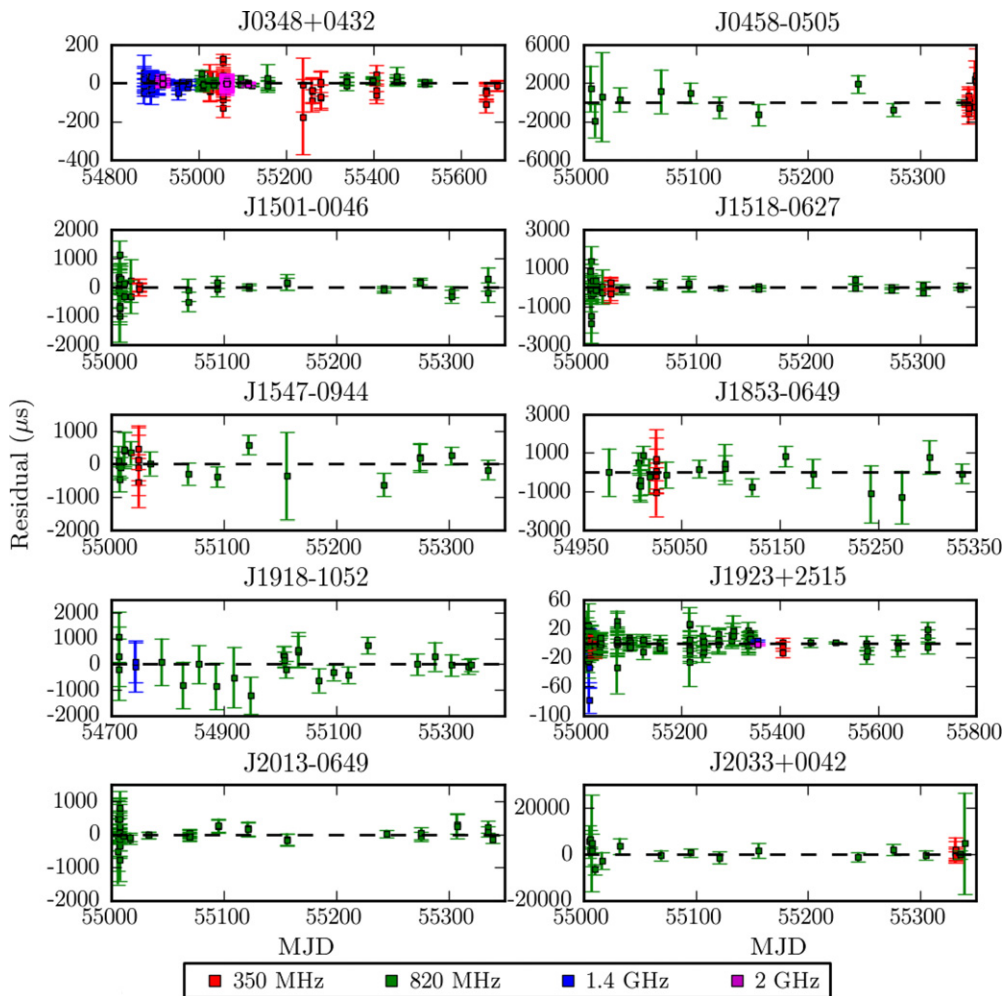 J0348+0432
J0458-0505
200
0
-200
-400
54800 55000 55200 55400 55600
6000
2000
-2000
-6000
55000 55100 55200 55300
J1501-0046
J1518-0627
2000
1000
0
-1000
-2000
55000 55100 55200 55300
3000
1000
-1000
-3000
55000 55100 55200 55300
J1547-0944
J1853-0649
1000
0
-1000
-2000
55000 55100 55200 55300
3000
1000
-1000
-3000
54950 55050 55150 55250 55350
Residual (μs)
J1918-1052
J1923+2515
2000
1000
0
-1000
-2000
54700 54900 55100 55300
60
20
-20
-60
-100
55000 55200 55400 55600 55800
J2013-0649
J2033+0042
1000
0
-1000
-2000
55000 55100 55200 55300
20000
0
-20000
55000 55100 55200 55300
MJD
MJD
350 MHz 820 MHz 1.4 GHz 2 GHz